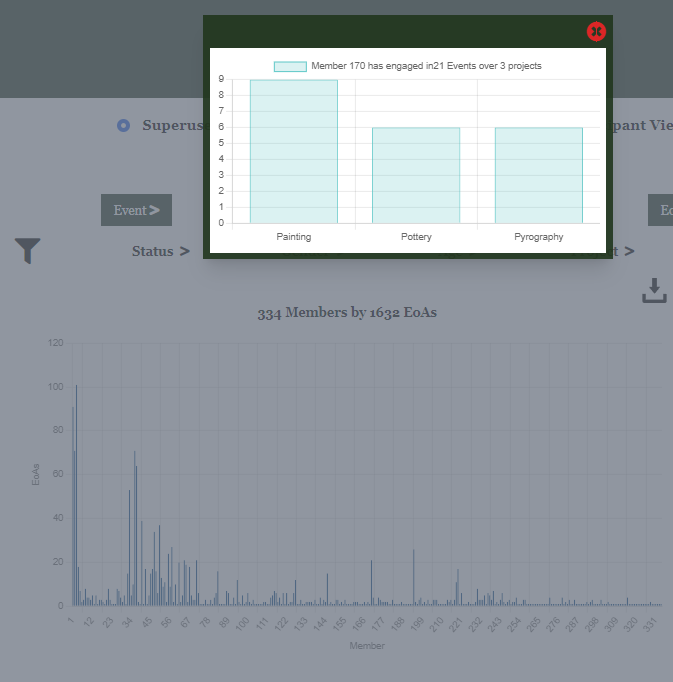 Member 170 has engaged in21 Events over 3 projects
9
8
7
6
5
4
3
2
1
0
Painting Pottery Pyrography
Superus pant Vie
Event >
Status > t >
334 Members by 1632 EoAs
120
100
80
60
40
20
0
EoAs
1 12 23 34 45 56 67 78 89 100 111 122 133 144 155 166 177 188 199 210 221 232 243 254 265 276 287 298 309 320 331
Member